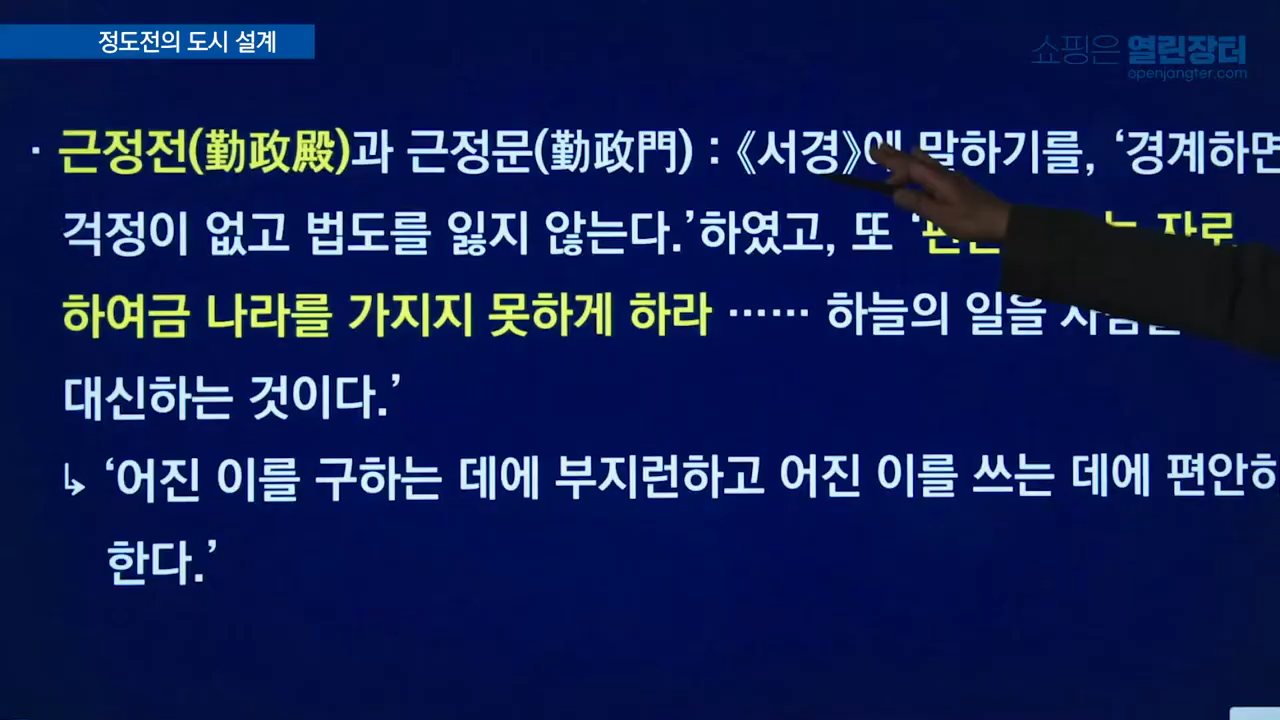 정도전의 도시 설계
쇼핑은 열린장터
openjangter.com
· 근정전(勤政殿)과 근정문(勤政門) : 《서경》에 말하기를, ‘경계하면
걱정이 없고 법도를 잃지 않는다.’하였고, 또 자로
하여금 나라를 가지지 못하게 하라 …… 하늘의 일을
대신하는 것이다.’
↳ ‘어진 이를 구하는 데에 부지런하고 어진 이를 쓰는 데에 편안히
한다.’